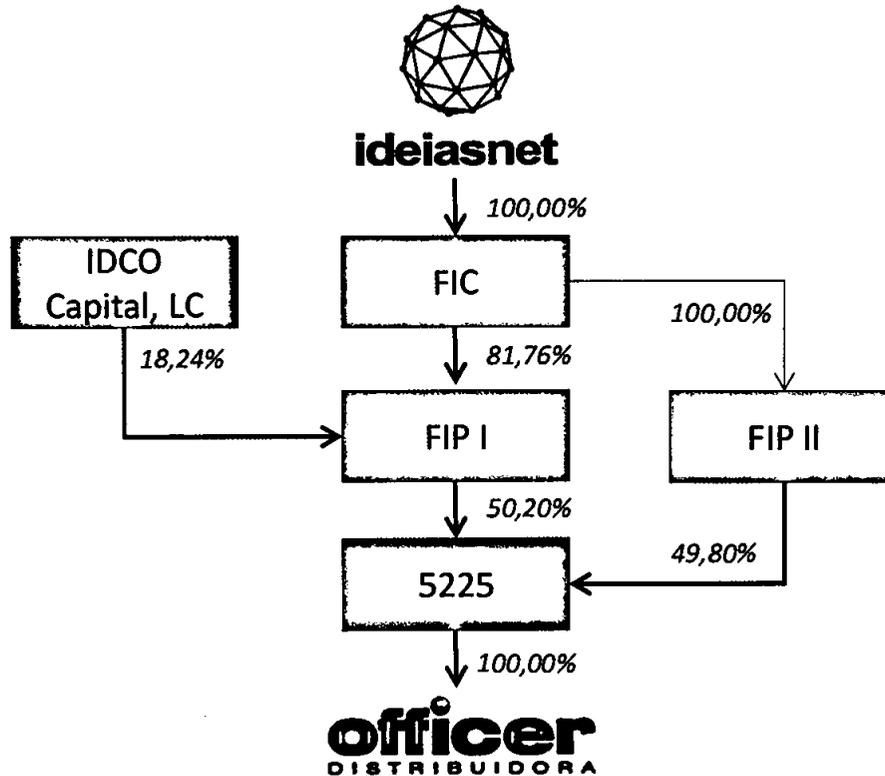 ideiasnet
100,00%
IDCO
Capital, LC
FIC
100,00%
18,24%
81,76%
FIP I
FIP II
50,20%
49,80%
5225
100,00%
officer
DISTRIBUIDORA